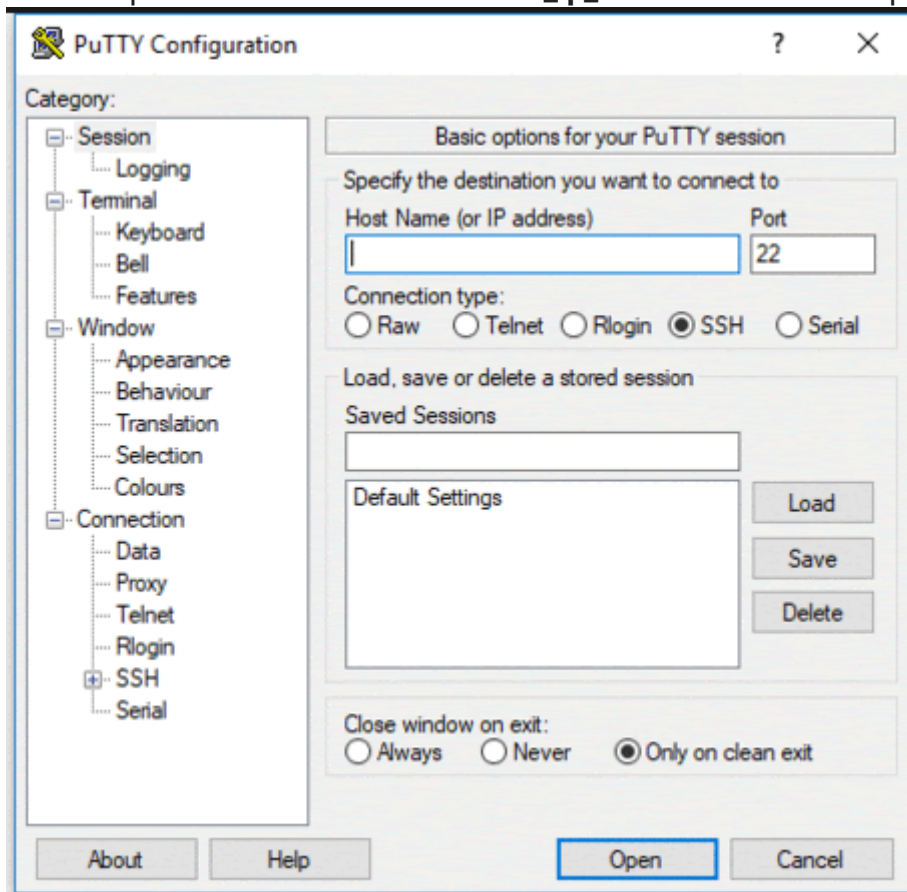 PuTTY Configuration ? ×
Category:
Session
Logging
Terminal
Keyboard
Bell
Features
Window
Appearance
Behaviour
Translation
Selection
Colours
Connection
Data
Proxy
Telnet
Rlogin
SSH
Serial
Basic options for your PuTTY session
Specify the destination you want to connect to
Host Name (or IP address) Port
22
Connection type:
Raw Telnet Rlogin SSH Serial
Load, save or delete a stored session
Saved Sessions
Default Settings
Load
Save
Delete
Close window on exit:
Always Never Only on clean exit
About Help Open Cancel